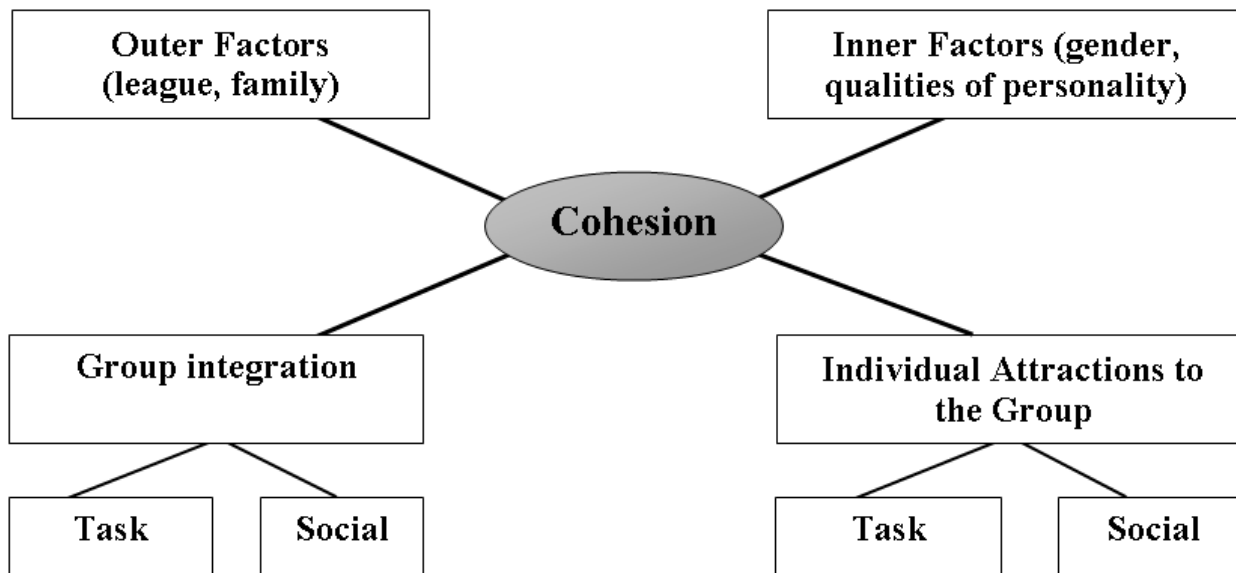 Outer Factors
(league, family)
Inner Factors (gender,
qualities of personality)
Cohesion
Group integration
Individual Attractions to
the Group
Task
Social
Task
Social